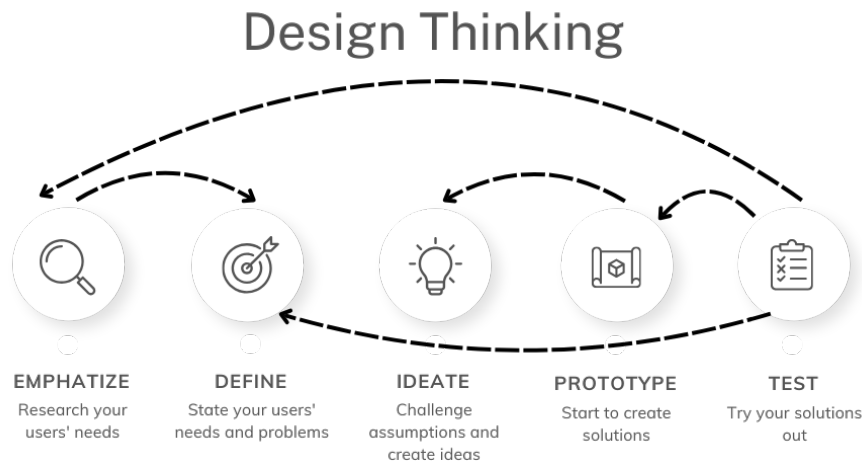 Design Thinking
EMPHATIZE
Research your
users' needs
DEFINE
State your users'
needs and problems
IDEATE
Challenge
assumptions and
create ideas
PROTOTYPE
Start to create
solutions
TEST
Try your solutions
out